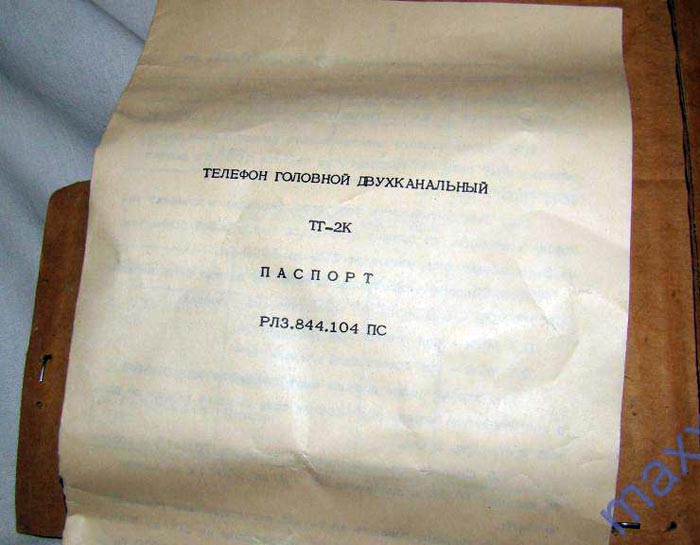 ТЕЛЕФОН ГОЛОВНОЙ ДВУХКАНАЛЬНЫЙ
ТГ-2К
ПАСПОРТ
РЛ3.844.104 ПС